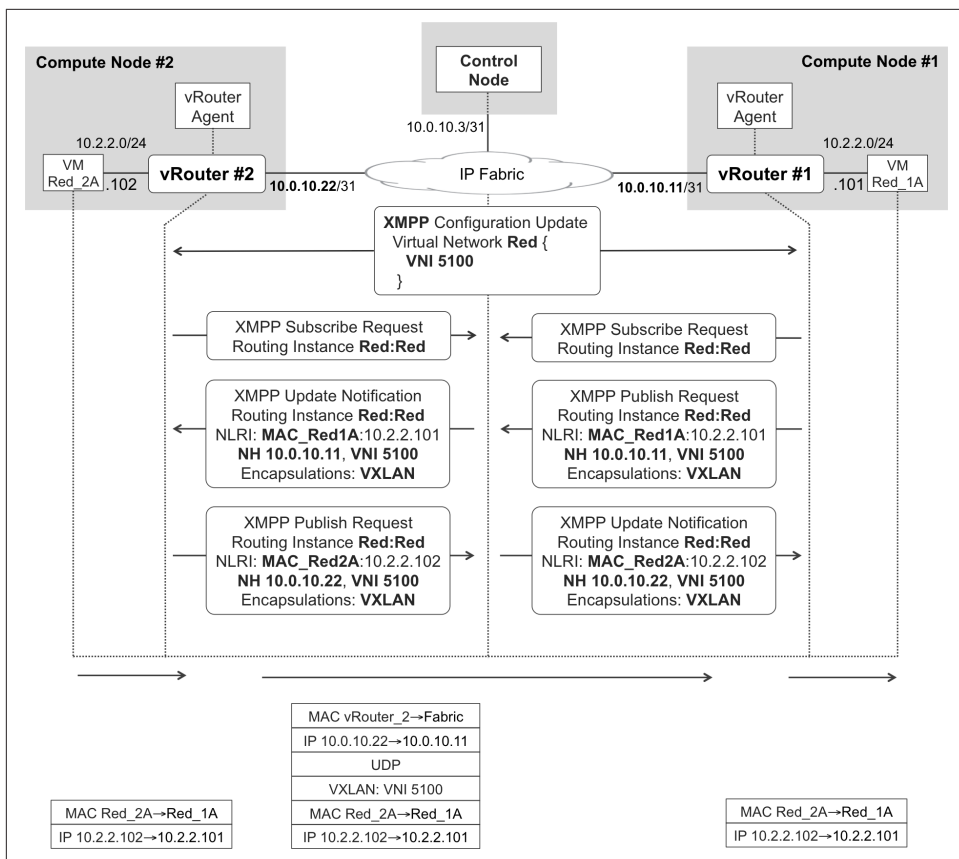 Compute Node #2
Control
Node
Compute Node #1
vRouter
Agent
vRouter
Agent
10.0.10.3/31
10.2.2.0/24
10.2.2.0/24
VM
Red_2A
.102
vRouter #2
10.0.10.22/31
IP Fabric
10.0.10.11/31
vRouter #1
.101
VM
Red_1A
XMPP Configuration Update
Virtual Network Red {
VNI 5100
}
XMPP Subscribe Request
Routing Instance Red:Red
XMPP Subscribe Request
Routing Instance Red:Red
XMPP Update Notification
Routing Instance Red:Red
NLRI: MAC_Red1A:10.2.2.101
NH 10.0.10.11, VNI 5100
Encapsulations: VXLAN
XMPP Publish Request
Routing Instance Red:Red
NLRI: MAC_Red1A:10.2.2.101
NH 10.0.10.11, VNI 5100
Encapsulations: VXLAN
XMPP Publish Request
Routing Instance Red:Red
NLRI: MAC_Red2A:10.2.2.102
NH 10.0.10.22, VNI 5100
Encapsulations: VXLAN
XMPP Update Notification
Routing Instance Red:Red
NLRI: MAC_Red2A:10.2.2.102
NH 10.0.10.22, VNI 5100
Encapsulations: VXLAN
MAC vRouter_2→Fabric
IP 10.0.10.22→10.0.10.11
UDP
VXLAN: VNI 5100
MAC Red_2A→Red_1A
IP 10.2.2.102→10.2.2.101
MAC Red_2A→Red_1A
IP 10.2.2.102→10.2.2.101
MAC Red_2A→Red_1A
IP 10.2.2.102→10.2.2.101